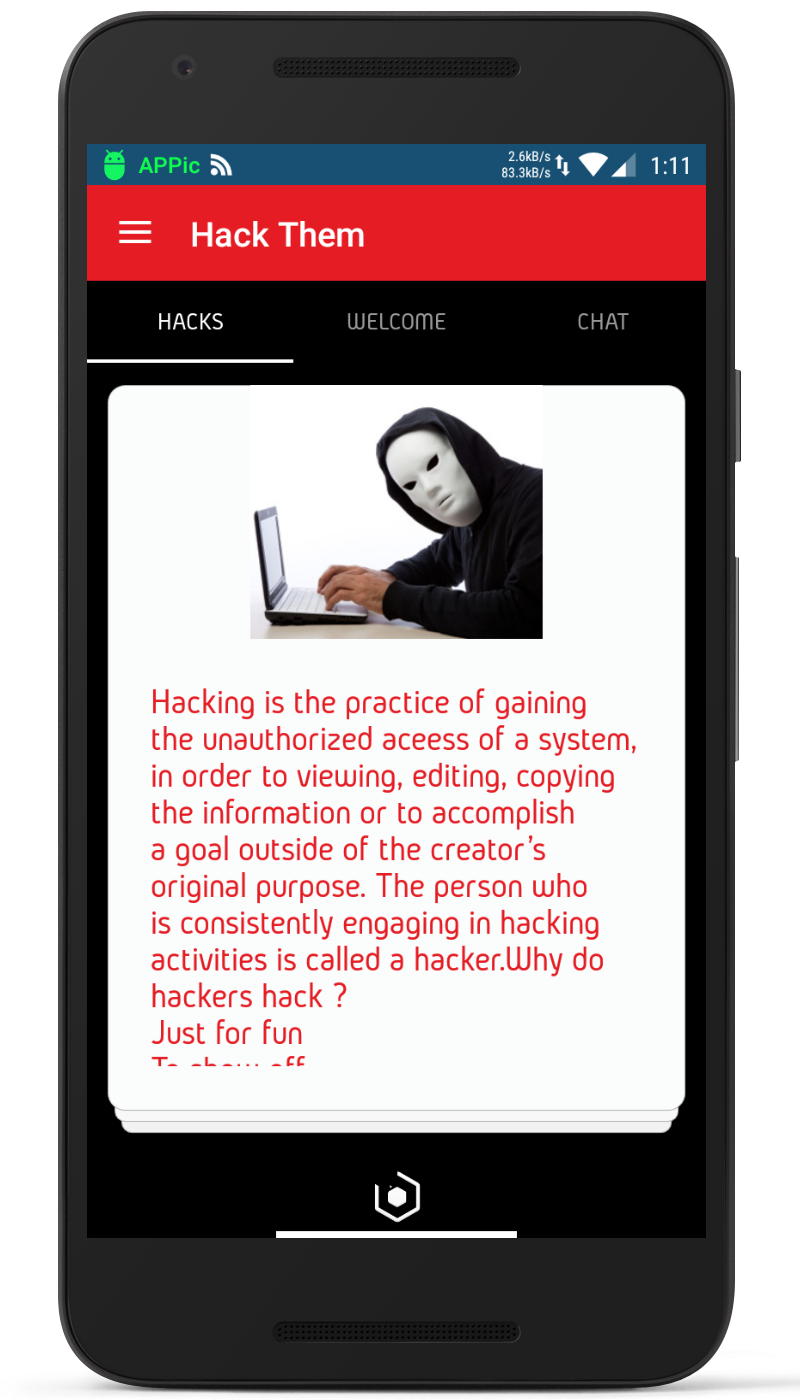 APPic
2.6kB/s
83.3kB/s
1:11
Hack Them
HACKS WELCOME CHAT
Hacking is the practice of gaining
the unauthorized aceess of a system,
in order to viewing, editing, copying
the information or to accomplish
a goal outside of the creator's
original purpose. The person who
is consistently engaging in hacking
activities is called a hacker.Why do
hackers hack ?
Just for fun
To show off